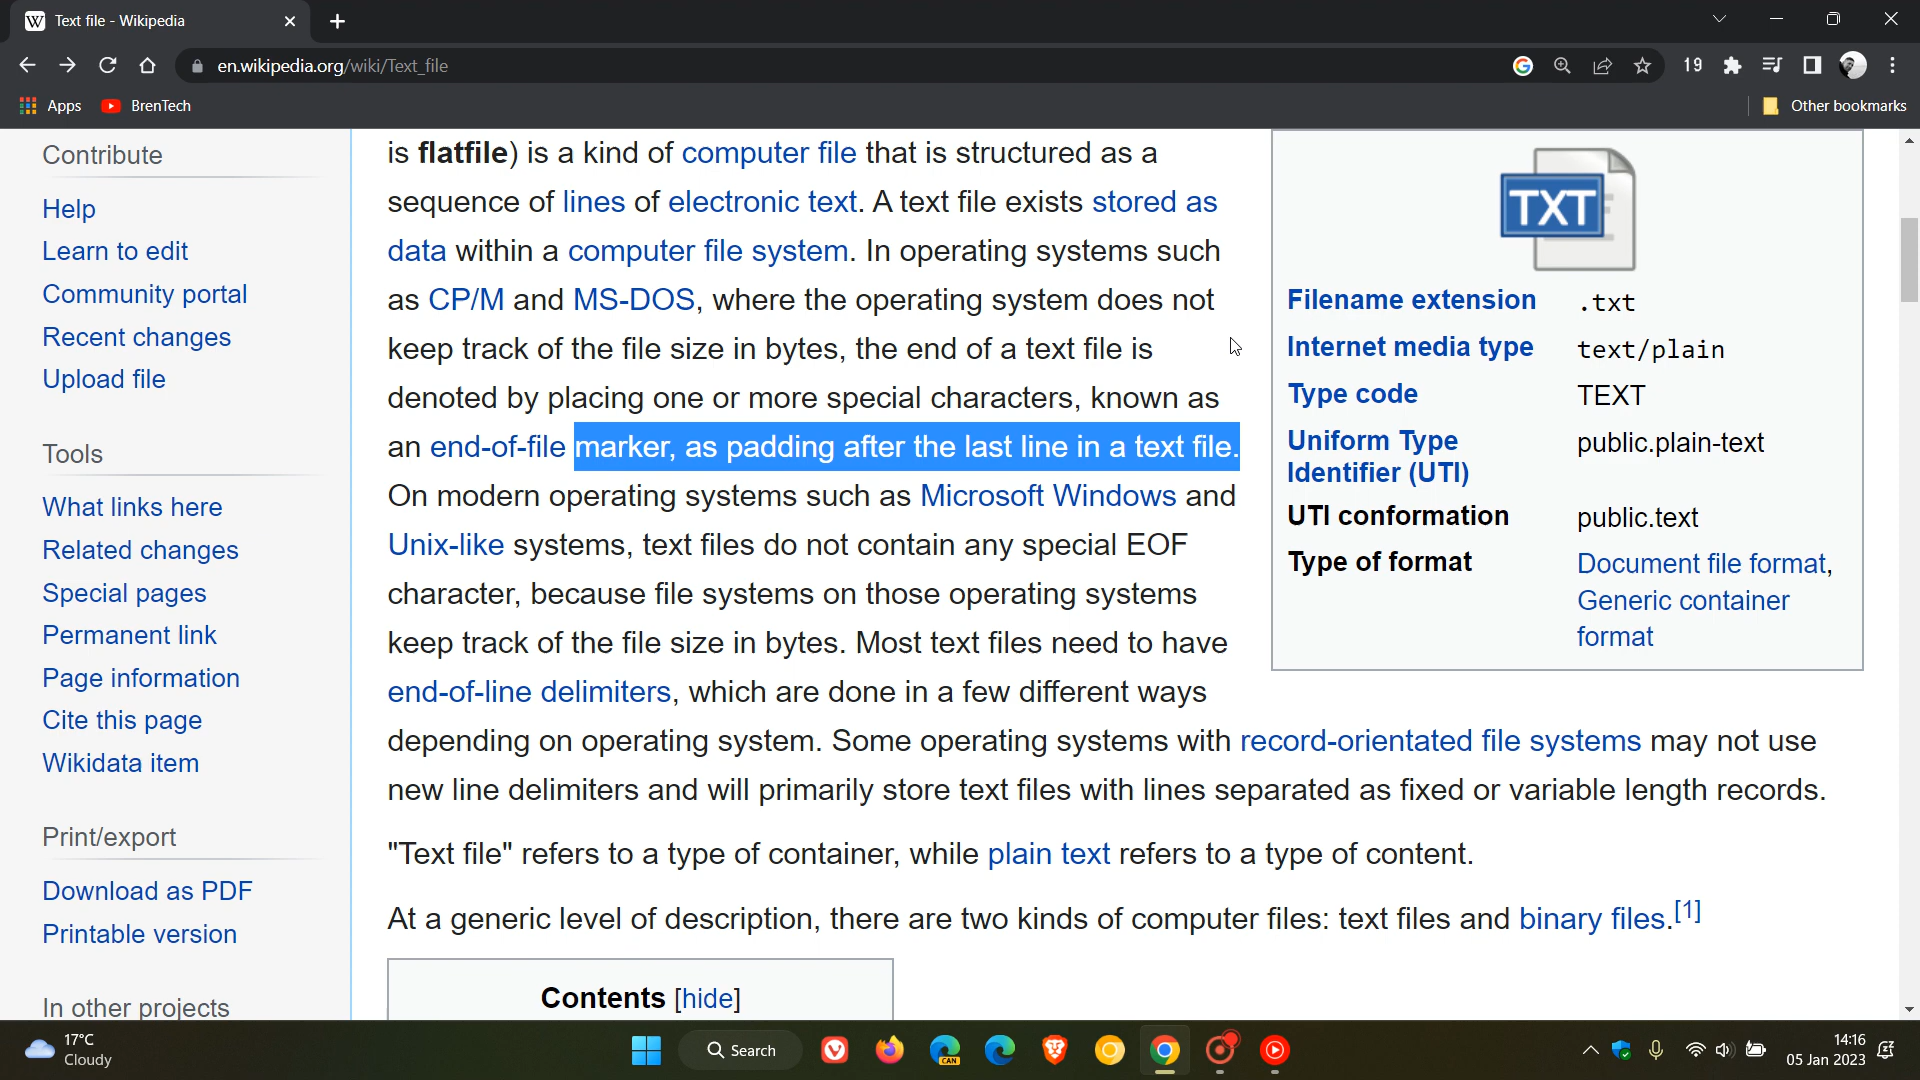 Text file - Wikipedia
en.wikipedia.org/wiki/Text_file
19
Apps
BrenTech
Other bookmarks
Contribute
Help
Learn to edit
Community portal
Recent changes
Upload file
Tools
What links here
Related changes
Special pages
Permanent link
Page information
Cite this page
Wikidata item
Print/export
Download as PDF
Printable version
In other projects
is flatfile) is a kind of computer file that is structured as a
sequence of lines of electronic text. A text file exists stored as
data within a computer file system. In operating systems such
as CP/M and MS-DOS, where the operating system does not
keep track of the file size in bytes, the end of a text file is
denoted by placing one or more special characters, known as
an end-of-file marker, as padding after the last line in a text file.
On modern operating systems such as Microsoft Windows and
Unix-like systems, text files do not contain any special EOF
character, because file systems on those operating systems
keep track of the file size in bytes. Most text files need to have
end-of-line delimiters, which are done in a few different ways
depending on operating system. Some operating systems with record-orientated file systems may not use
new line delimiters and will primarily store text files with lines separated as fixed or variable length records.
"Text file" refers to a type of container, while plain text refers to a type of content.
At a generic level of description, there are two kinds of computer files: text files and binary files.[1]
Contents [hide]
TXT
Filename extension .txt
Internet media type text/plain
Type code TEXT
Uniform Type public.plain-text
Identifier (UTI)
UTI conformation public.text
Type of format Document file format,
Generic container
format
17°C
Cloudy
Search
CAN
14:16
05 Jan 2023